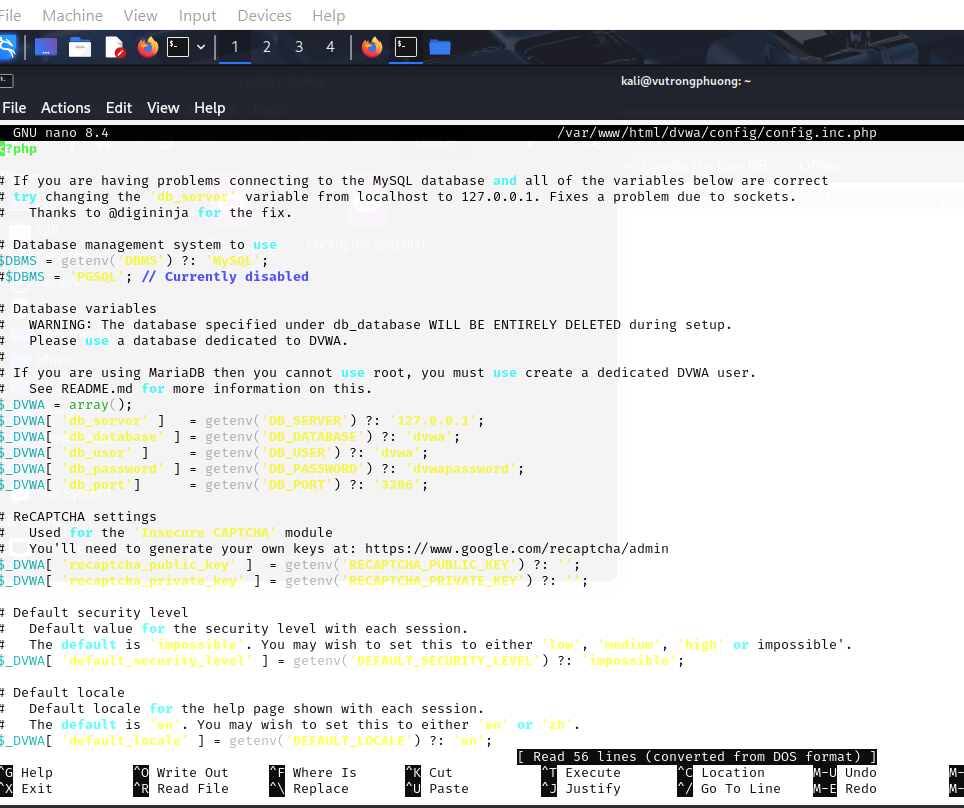 File Machine View Input Devices Help
1 2 3 4
kali@vutrongphuong: ~
File Actions Edit View Help
GNU nano 8.4 /var/www/html/dvwa/config/config.inc.php
<?php
# If you are having problems connecting to the MySQL database and all of the variables below are correct
# try changing the 'db_server' variable from localhost to 127.0.0.1. Fixes a problem due to sockets.
#   Thanks to @digininja for the fix.
# Database management system to use
$DBMS = getenv('DBMS') ?: 'MySQL';
#$DBMS = 'PGSQL'; // Currently disabled
# Database variables
#   WARNING: The database specified under db_database WILL BE ENTIRELY DELETED during setup.
#   Please use a database dedicated to DVWA.
#
# If you are using MariaDB then you cannot use root, you must use create a dedicated DVWA user.
#   See README.md for more information on this.
$_DVWA = array();
$_DVWA[ 'db_server' ]   = getenv('DB_SERVER') ?: '127.0.0.1';
$_DVWA[ 'db_database' ] = getenv('DB_DATABASE') ?: 'dvwa';
$_DVWA[ 'db_user' ]     = getenv('DB_USER') ?: 'dvwa';
$_DVWA[ 'db_password' ] = getenv('DB_PASSWORD') ?: 'dvwapassword';
$_DVWA[ 'db_port']      = getenv('DB_PORT') ?: '3306';
# ReCAPTCHA settings
#   Used for the 'Insecure CAPTCHA' module
#   You'll need to generate your own keys at: https://www.google.com/recaptcha/admin
$_DVWA[ 'recaptcha_public_key' ]  = getenv('RECAPTCHA_PUBLIC_KEY') ?: '';
$_DVWA[ 'recaptcha_private_key' ] = getenv('RECAPTCHA_PRIVATE_KEY') ?: '';
# Default security level
#   Default value for the security level with each session.
#   The default is 'impossible'. You may wish to set this to either 'low', 'medium', 'high' or impossible'.
$_DVWA[ 'default_security_level' ] = getenv('DEFAULT_SECURITY_LEVEL') ?: 'impossible';
# Default locale
#   Default locale for the help page shown with each session.
#   The default is 'en'. You may wish to set this to either 'en' or 'zh'.
$_DVWA[ 'default_locale' ] = getenv('DEFAULT_LOCALE') ?: 'en';
[ Read 56 lines (converted from DOS format) ]
^G Help ^O Write Out ^F Where Is ^K Cut ^T Execute ^C Location M-U Undo M-
^X Exit ^R Read File ^\ Replace ^U Paste ^J Justify ^/ Go To Line M-E Redo M-